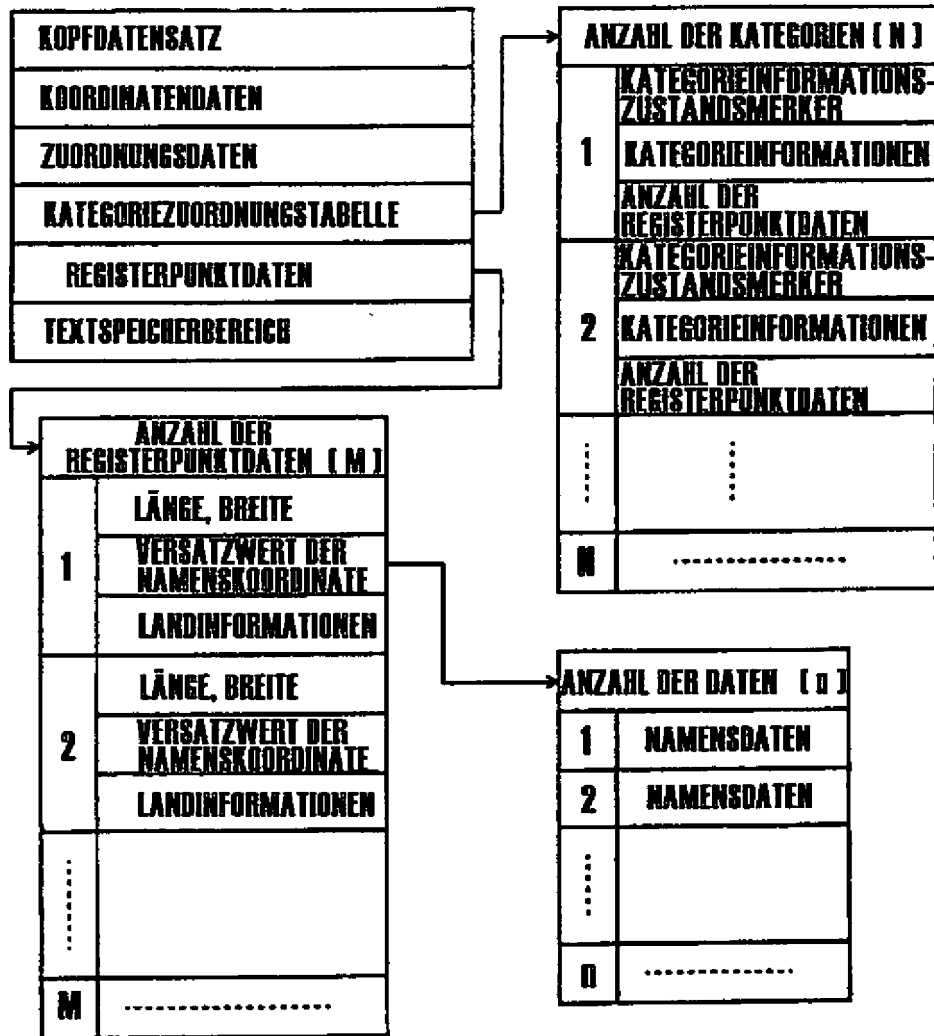 KOPFDATENSATZ
KOORDINATENDATEN
ZUORDNUNGSDATEN
KATEGORIEZUORDNUNGSTABELLE
REGISTERPUNKTDATEN
TEXTSPEICHERBEREICH
ANZAHL DER KATEGORIEN ( N )
1
KATEGORIEINFORMATIONS-
ZUSTANDSMERKER
KATEGORIEINFORMATIONEN
ANZAHL DER
REGISTERPUNKTDATEN
2
KATEGORIEINFORMATIONS-
ZUSTANDSMERKER
KATEGORIEINFORMATIONEN
ANZAHL DER
REGISTERPUNKTDATEN
N
ANZAHL DER
REGISTERPUNKTDATEN ( M )
1
LÄNGE, BREITE
VERSATZWERT DER
NAMENSKOORDINATE
LANDINFORMATIONEN
2
LÄNGE, BREITE
VERSATZWERT DER
NAMENSKOORDINATE
LANDINFORMATIONEN
M
ANZAHL DER DATEN ( n )
1 NAMENSDATEN
2 NAMENSDATEN
n